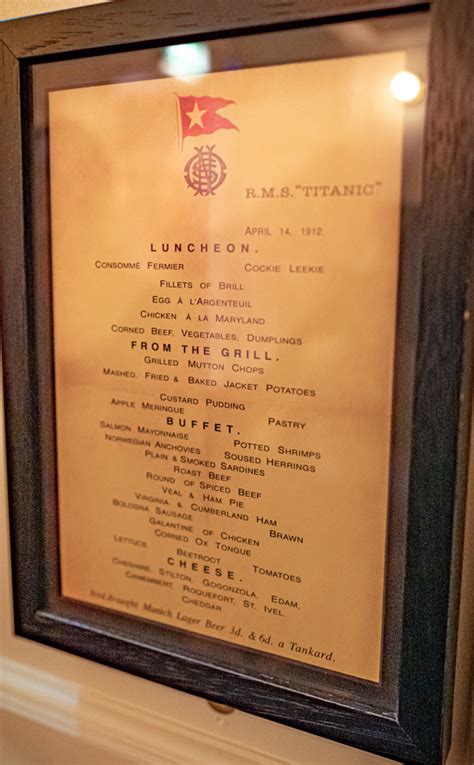 R.M.S. "TITANIC"
APRIL 14, 1912.
LUNCHEON.
CONSOMMÉ FERMIER COCKIE LEEKIE
FILLETS OF BRILL
EGG À L'ARGENTEUIL
CHICKEN À LA MARYLAND
CORNED BEEF, VEGETABLES, DUMPLINGS
FROM THE GRILL.
GRILLED MUTTON CHOPS
MASHED, FRIED & BAKED JACKET POTATOES
CUSTARD PUDDING
APPLE MERINGUE PASTRY
BUFFET.
SALMON MAYONNAISE POTTED SHRIMPS
NORWEGIAN ANCHOVIES SOUSED HERRINGS
PLAIN & SMOKED SARDINES
ROAST BEEF
ROUND OF SPICED BEEF
VEAL & HAM PIE
VIRGINIA & CUMBERLAND HAM
BOLOGNA SAUSAGE BRAWN
GALANTINE OF CHICKEN
CORNED OX TONGUE
LETTUCE BEETROOT TOMATOES
CHEESE.
CHESHIRE, STILTON, GOGONZOLA, EDAM,
CAMEMBERT, ROQUEFORT, ST. IVEL.
CHEDDAR
Iced draught Munich Lager Beer 3d. & 6d. a Tankard.